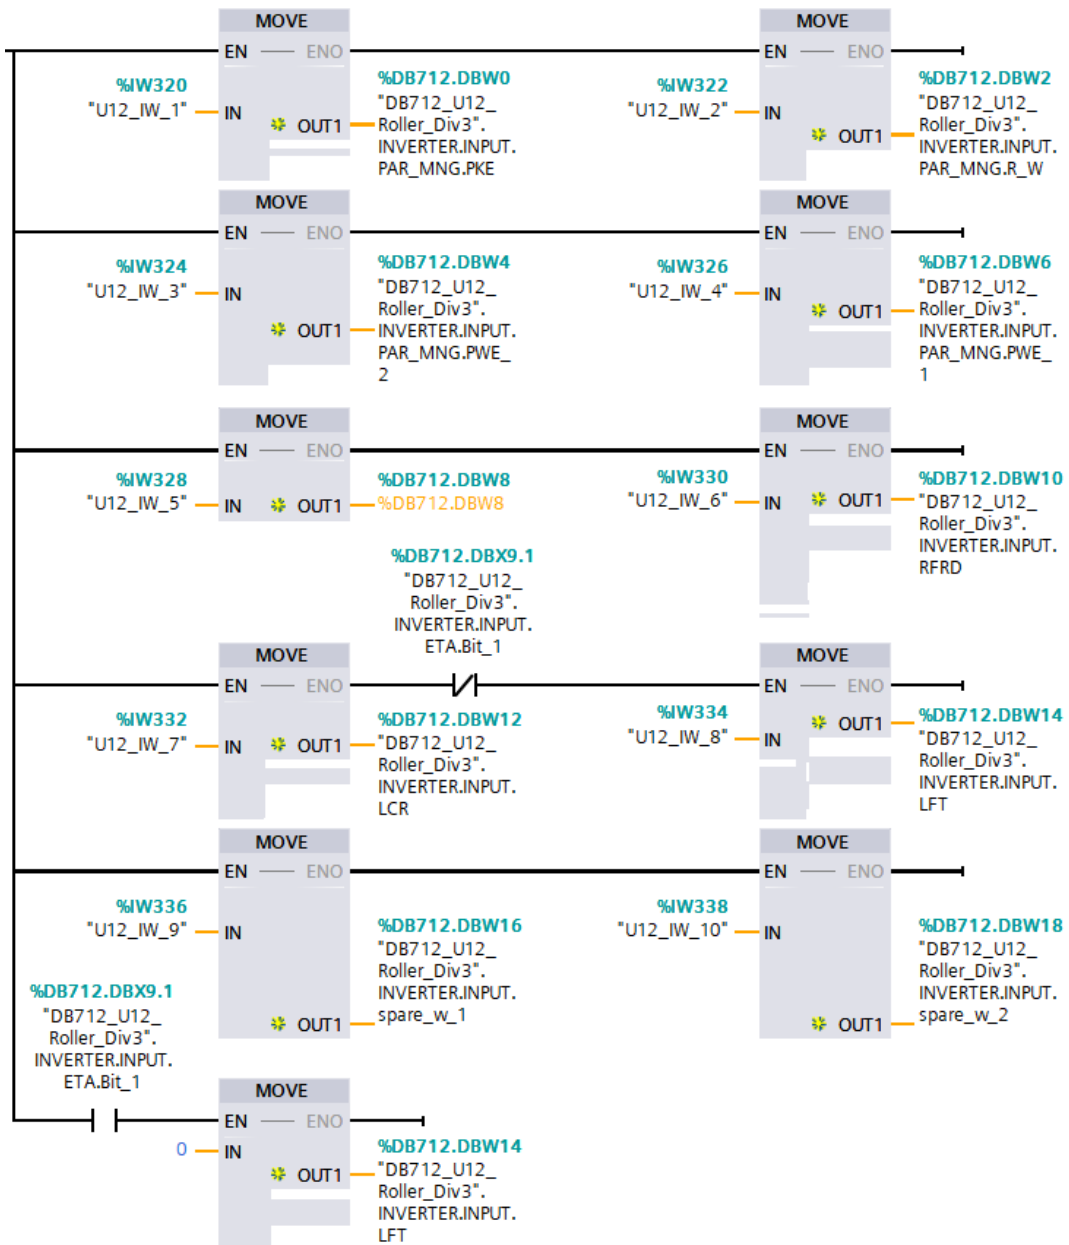 MOVE
EN ENO
%IW320
"U12_IW_1"
IN
OUT1
%DB712.DBW0
"DB712_U12_
Roller_Div3".
INVERTER.INPUT.
PAR_MNG.PKE
MOVE
EN ENO
%IW322
"U12_IW_2"
IN
OUT1
%DB712.DBW2
"DB712_U12_
Roller_Div3".
INVERTER.INPUT.
PAR_MNG.R_W
MOVE
EN ENO
%IW324
"U12_IW_3"
IN
OUT1
%DB712.DBW4
"DB712_U12_
Roller_Div3".
INVERTER.INPUT.
PAR_MNG.PWE_
2
MOVE
EN ENO
%IW326
"U12_IW_4"
IN
OUT1
%DB712.DBW6
"DB712_U12_
Roller_Div3".
INVERTER.INPUT.
PAR_MNG.PWE_
1
MOVE
EN ENO
%IW328
"U12_IW_5"
IN
OUT1
%DB712.DBW8
%DB712.DBW8
MOVE
EN ENO
%IW330
"U12_IW_6"
IN
OUT1
%DB712.DBW10
"DB712_U12_
Roller_Div3".
INVERTER.INPUT.
RFRD
MOVE
EN ENO
%IW332
"U12_IW_7"
IN
OUT1
%DB712.DBW12
"DB712_U12_
Roller_Div3".
INVERTER.INPUT.
LCR
%DB712.DBX9.1
"DB712_U12_
Roller_Div3".
INVERTER.INPUT.
ETA.Bit_1
MOVE
EN ENO
%IW334
"U12_IW_8"
IN
OUT1
%DB712.DBW14
"DB712_U12_
Roller_Div3".
INVERTER.INPUT.
LFT
MOVE
EN ENO
%IW336
"U12_IW_9"
IN
OUT1
%DB712.DBW16
"DB712_U12_
Roller_Div3".
INVERTER.INPUT.
spare_w_1
MOVE
EN ENO
%IW338
"U12_IW_10"
IN
OUT1
%DB712.DBW18
"DB712_U12_
Roller_Div3".
INVERTER.INPUT.
spare_w_2
%DB712.DBX9.1
"DB712_U12_
Roller_Div3".
INVERTER.INPUT.
ETA.Bit_1
MOVE
EN ENO
0
IN
OUT1
%DB712.DBW14
"DB712_U12_
Roller_Div3".
INVERTER.INPUT.
LFT